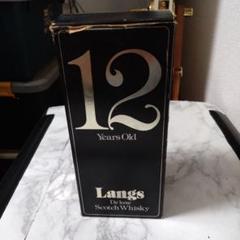 12
Years Old
Langs
De luxe
Scotch Whisky